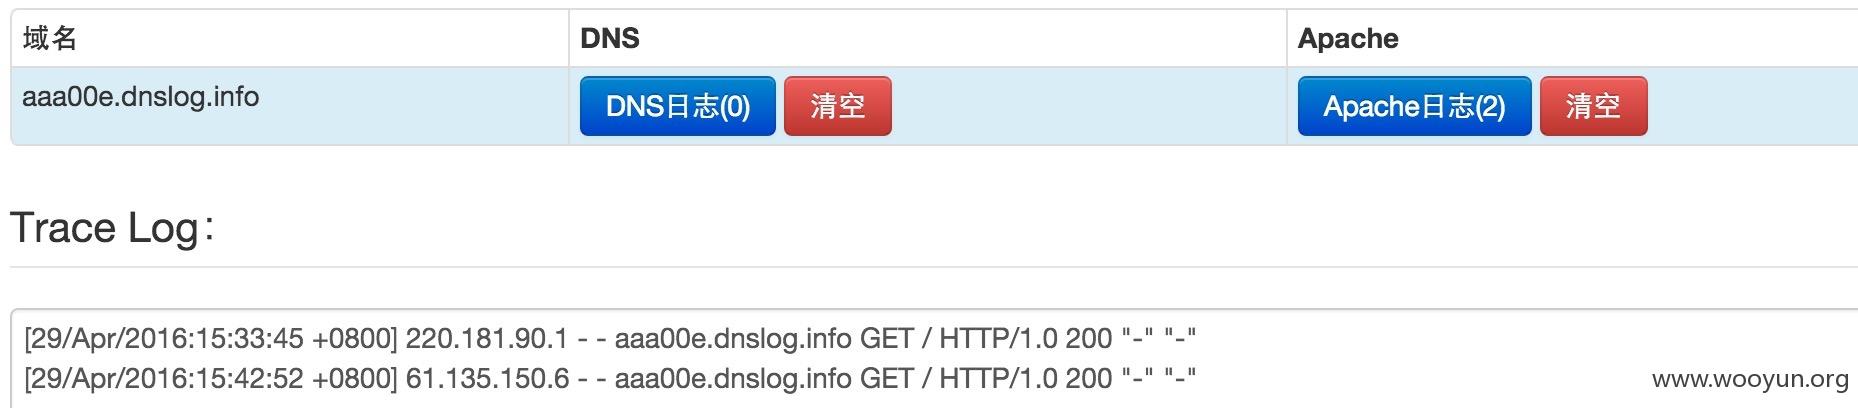 域名 DNS Apache
aaa00e.dnslog.info DNS日志(0) 清空 Apache日志(2) 清空
Trace Log:
[29/Apr/2016:15:33:45 +0800] 220.181.90.1 - - aaa00e.dnslog.info GET / HTTP/1.0 200 "-" "-"
[29/Apr/2016:15:42:52 +0800] 61.135.150.6 - - aaa00e.dnslog.info GET / HTTP/1.0 200 "-" "-"
www.wooyun.org